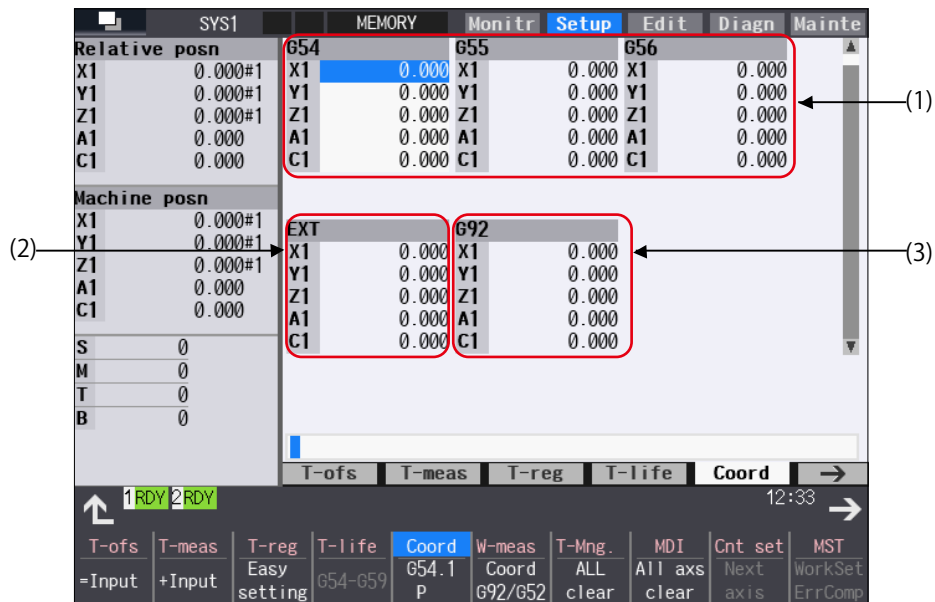 SYS1 MEMORY Monitr Setup Edit Diagn Mainte
Relative posn
X1 0.000#1
Y1 0.000#1
Z1 0.000#1
A1 0.000
C1 0.000
Machine posn
X1 0.000#1
Y1 0.000#1
Z1 0.000#1
A1 0.000
C1 0.000
S 0
M 0
T 0
B 0
G54 G55 G56
X1 0.000 X1 0.000 X1 0.000
Y1 0.000 Y1 0.000 Y1 0.000
Z1 0.000 Z1 0.000 Z1 0.000
A1 0.000 A1 0.000 A1 0.000
C1 0.000 C1 0.000 C1 0.000
(1)
EXT G92
X1 0.000 X1 0.000
Y1 0.000 Y1 0.000
Z1 0.000 Z1 0.000
A1 0.000 A1 0.000
C1 0.000 C1 0.000
(2)
(3)
T-ofs T-meas T-reg T-life Coord →
1 RDY 2 RDY 12:33
T-ofs T-meas T-reg T-life Coord W-meas T-Mng. MDI Cnt set MST
=Input +Input Easy setting G54-G59 G54.1 P Coord G92/G52 ALL clear All axs clear Next axis WorkSet ErrComp